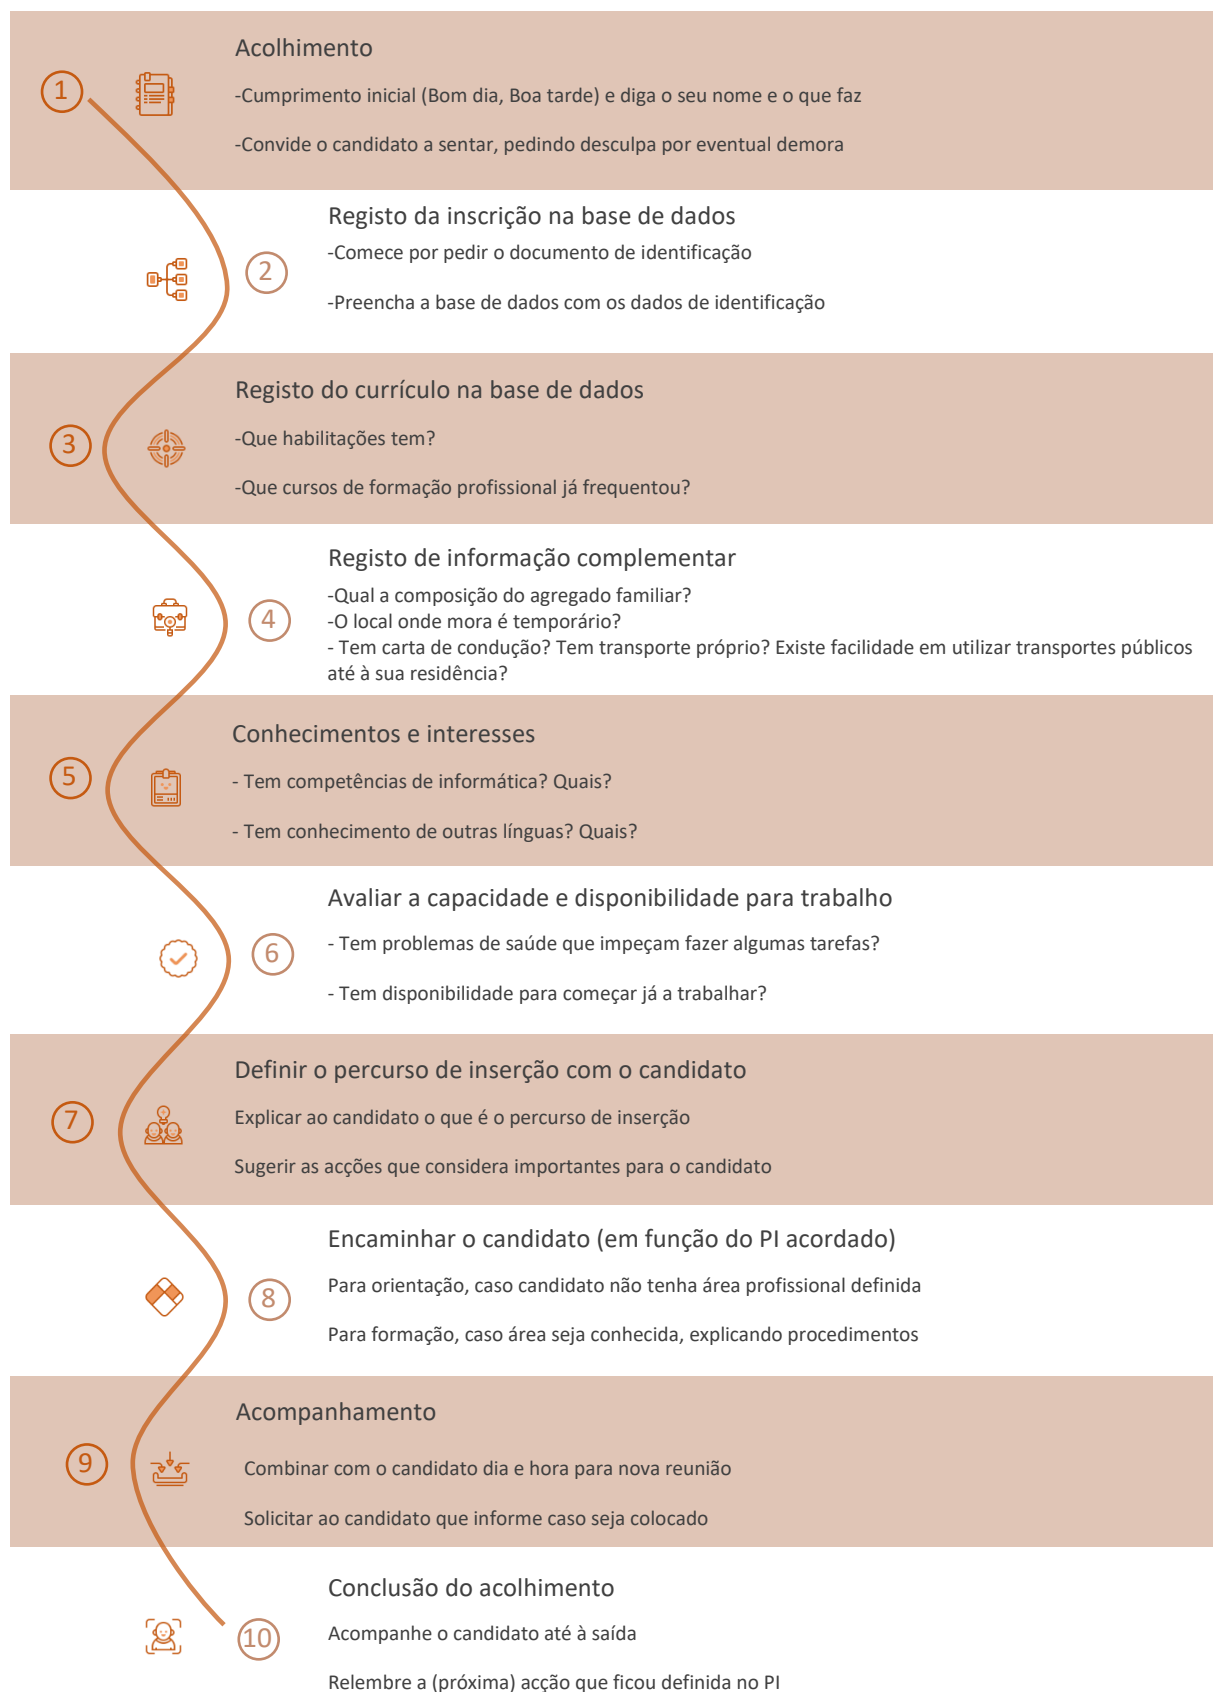 1
Acolhimento
-Cumprimento inicial (Bom dia, Boa tarde) e diga o seu nome e o que faz
-Convide o candidato a sentar, pedindo desculpa por eventual demora
2
Registo da inscrição na base de dados
-Comece por pedir o documento de identificação
-Preencha a base de dados com os dados de identificação
3
Registo do currículo na base de dados
-Que habilitações tem?
-Que cursos de formação profissional já frequentou?
4
Registo de informação complementar
-Qual a composição do agregado familiar?
-O local onde mora é temporário?
- Tem carta de condução? Tem transporte próprio? Existe facilidade em utilizar transportes públicos
até à sua residência?
5
Conhecimentos e interesses
- Tem competências de informática? Quais?
- Tem conhecimento de outras línguas? Quais?
6
Avaliar a capacidade e disponibilidade para trabalho
- Tem problemas de saúde que impeçam fazer algumas tarefas?
- Tem disponibilidade para começar já a trabalhar?
7
Definir o percurso de inserção com o candidato
Explicar ao candidato o que é o percurso de inserção
Sugerir as acções que considera importantes para o candidato
8
Encaminhar o candidato (em função do PI acordado)
Para orientação, caso candidato não tenha área profissional definida
Para formação, caso área seja conhecida, explicando procedimentos
9
Acompanhamento
Combinar com o candidato dia e hora para nova reunião
Solicitar ao candidato que informe caso seja colocado
10
Conclusão do acolhimento
Acompanhe o candidato até à saída
Relembre a (próxima) acção que ficou definida no PI